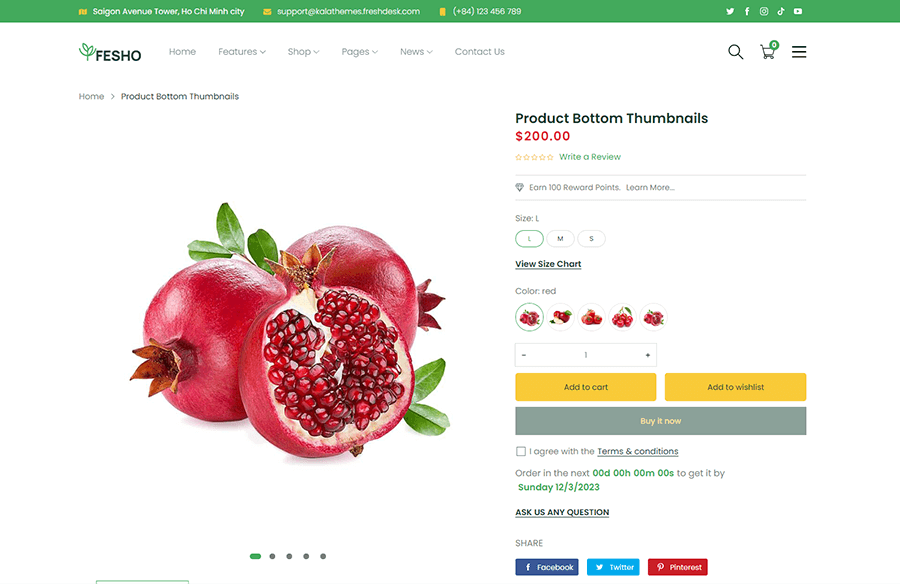 Saigon Avenue Tower, Ho Chi Minh city support@kalathemes.freshdesk.com (+84) 123 456 789
FESHO Home Features Shop Pages News Contact Us 0
Home > Product Bottom Thumbnails
Product Bottom Thumbnails
$200.00
Write a Review
Earn 100 Reward Points. Learn More...
Size: L
L M S
View Size Chart
Color: red
- 1 +
Add to cart Add to wishlist
Buy it now
I agree with the Terms & conditions
Order in the next 00d 00h 00m 00s to get it by
Sunday 12/3/2023
ASK US ANY QUESTION
SHARE
Facebook Twitter Pinterest